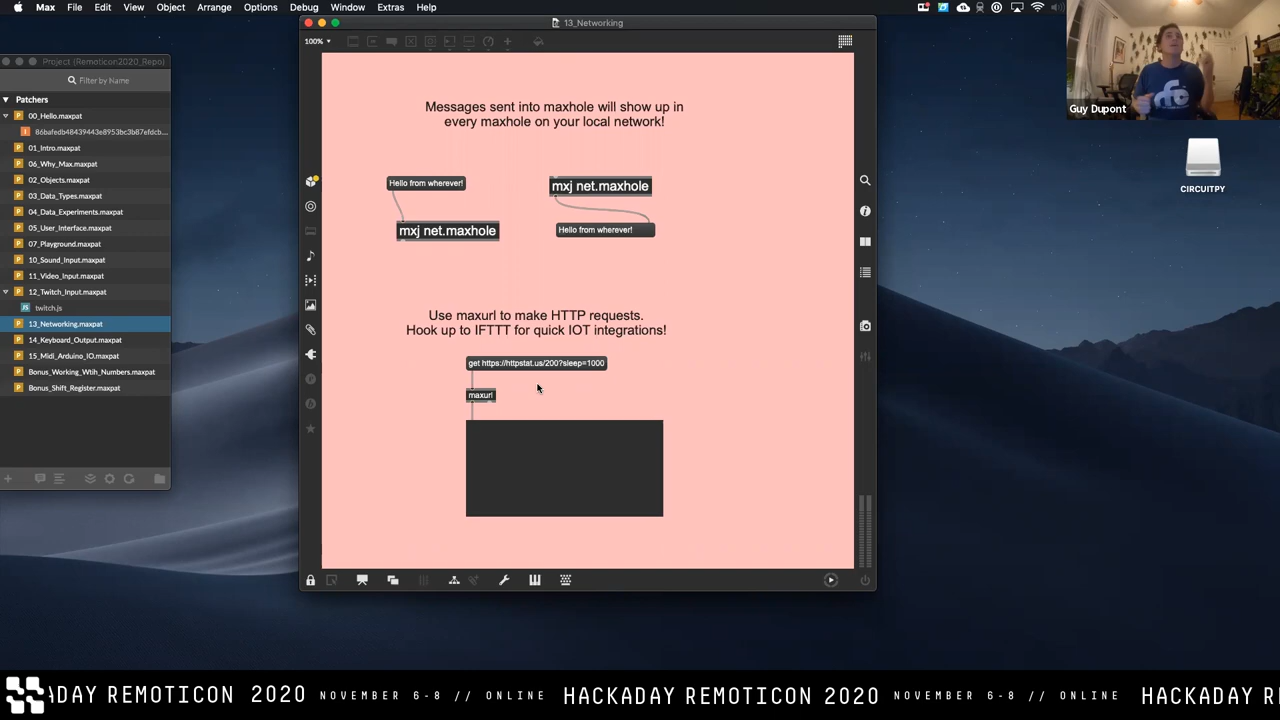 Max File Edit View Object Arrange Options Debug Window Extras Help
13_Networking
100%
Project (Remoticon2020_Repo)
Filter by Name
Patchers
00_Hello.maxpat
86bafedb48439443e8953bc3b87efdcb...
01_Intro.maxpat
06_Why_Max.maxpat
02_Objects.maxpat
03_Data_Types.maxpat
04_Data_Experiments.maxpat
05_User_Interface.maxpat
07_Playground.maxpat
10_Sound_Input.maxpat
11_Video_Input.maxpat
12_Twitch_Input.maxpat
twitch.js
13_Networking.maxpat
14_Keyboard_Output.maxpat
15_Midi_Arduino_IO.maxpat
Bonus_Working_Wtih_Numbers.maxpat
Bonus_Shift_Register.maxpat
Messages sent into maxhole will show up in
every maxhole on your local network!
Hello from wherever!
mxj net.maxhole
mxj net.maxhole
Hello from wherever!
Use maxurl to make HTTP requests.
Hook up to IFTTT for quick IOT integrations!
get https://httpstat.us/200?sleep=1000
maxurl
Guy Dupont
CIRCUITPY
ADAY REMOTICON 2020 NOVEMBER 6-8 // ONLINE HACKADAY REMOTICON 2020 NOVEMBER 6-8 // ONLINE HACKADAY R